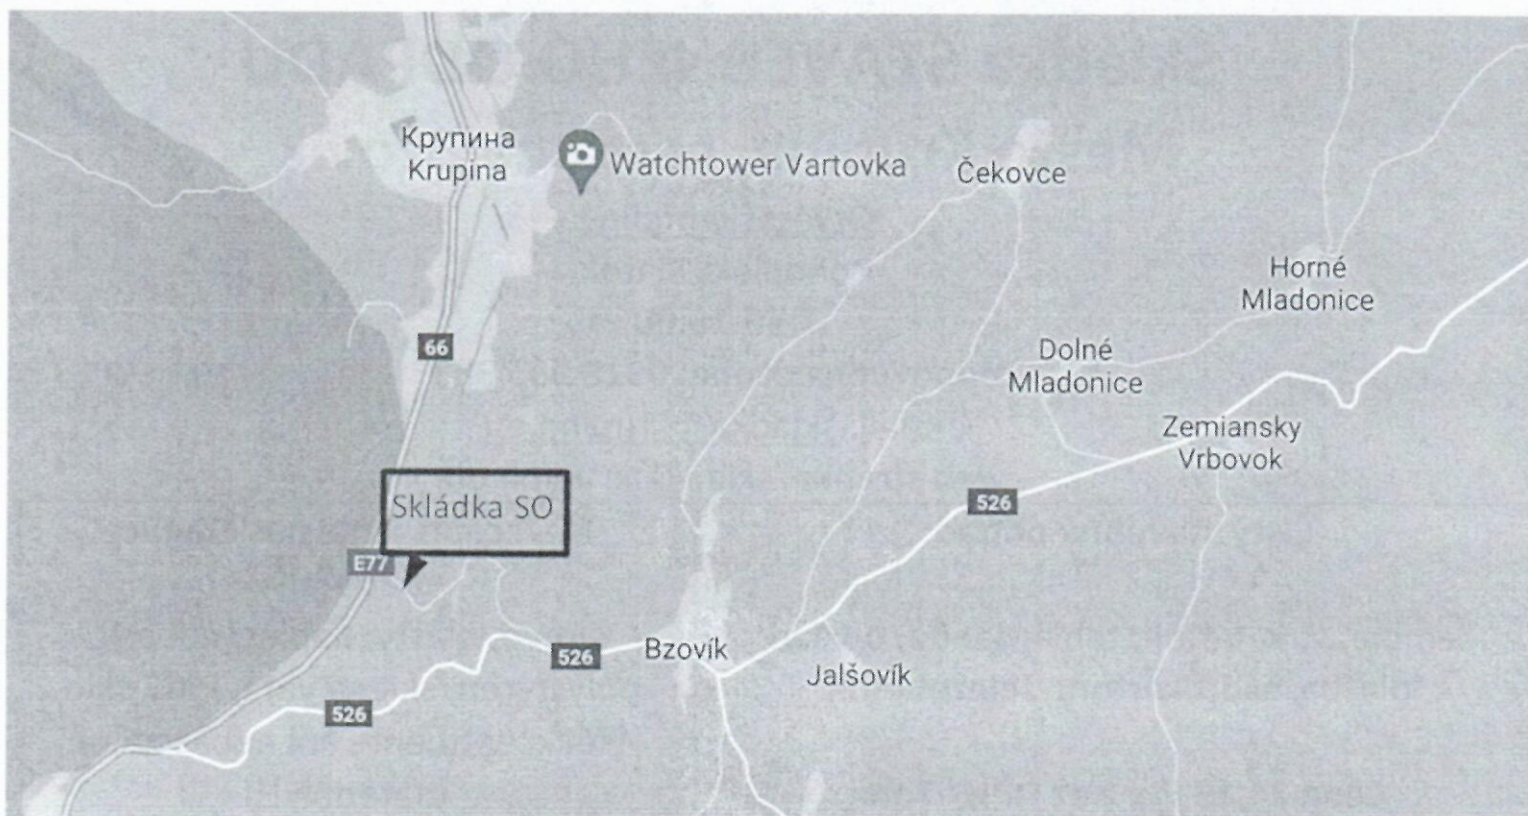 Крупина
Krupina
Watchtower Vartovka
Čekovce
Horné
Mladonice
66
Dolné
Mladonice
Zemiansky
Vrbovok
526
Skládka SO
E77
526
Bzovík
Jalšovík
526